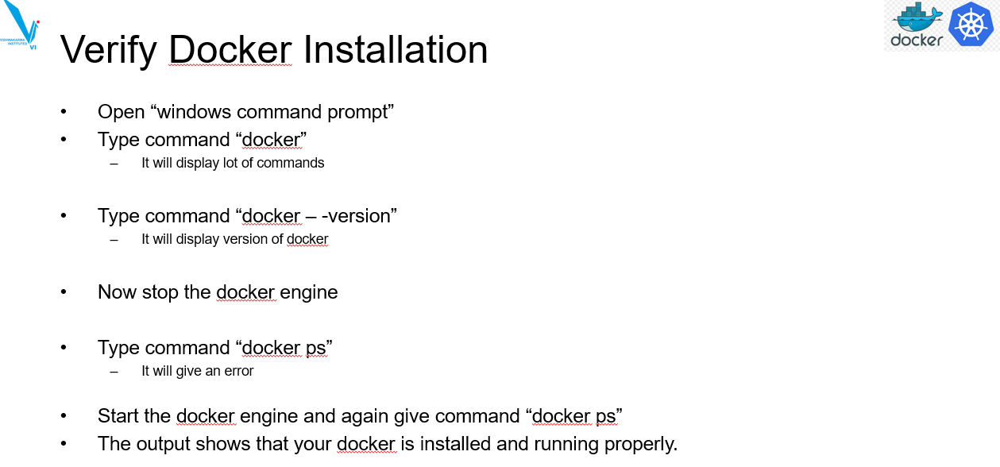 VISHWAKARMA
INSTITUTES
VI
docker
Verify Docker Installation
• Open “windows command prompt”
• Type command “docker”
– It will display lot of commands
• Type command “docker – -version”
– It will display version of docker
• Now stop the docker engine
• Type command “docker ps”
– It will give an error
• Start the docker engine and again give command “docker ps”
• The output shows that your docker is installed and running properly.